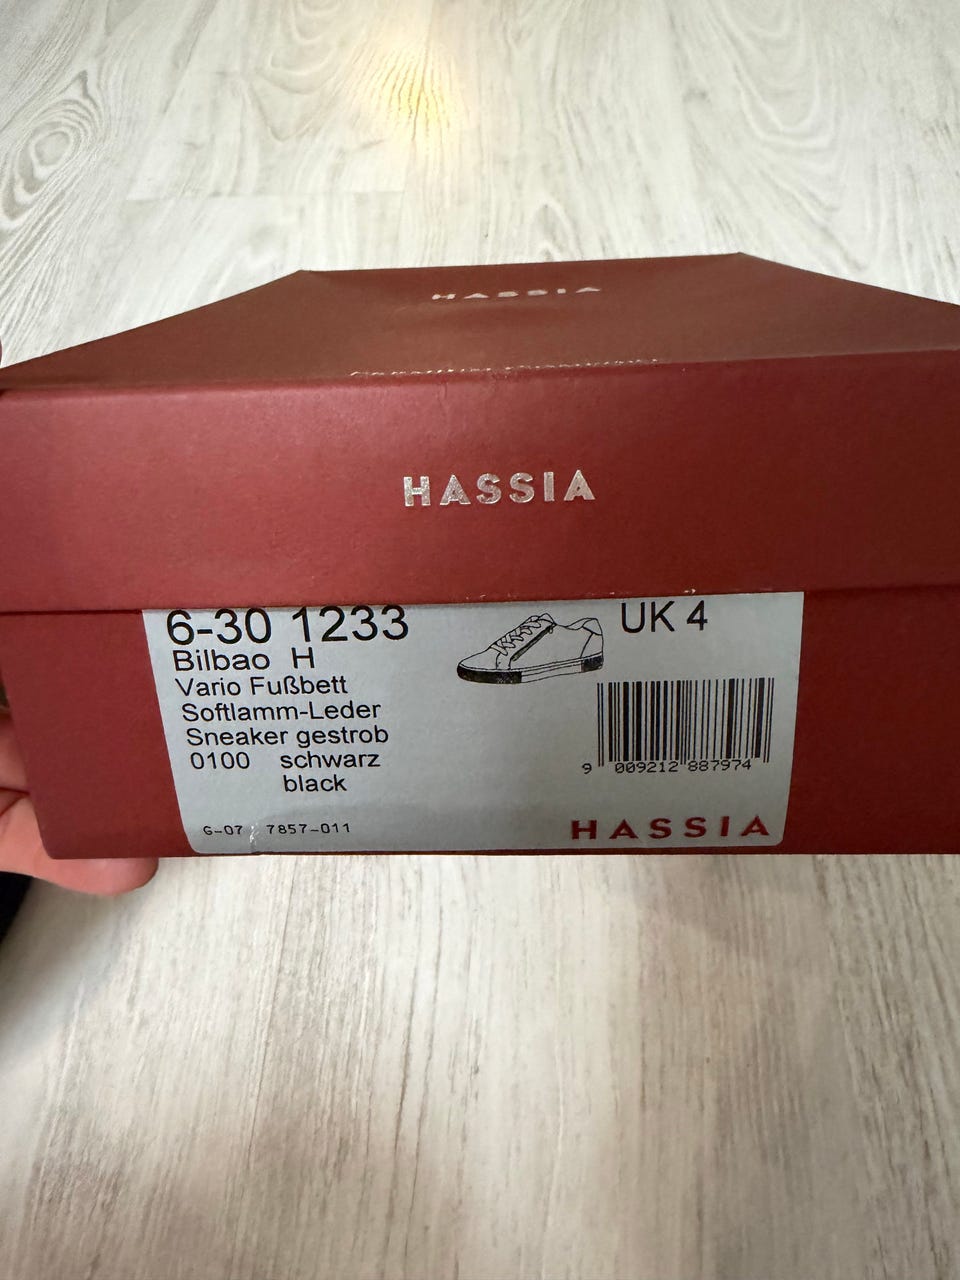 HASSIA
HASSIA
6-30 1233
UK 4
Bilbao H
Vario Fußbett
Softlamm-Leder
Sneaker gestrob
0100 schwarz
black
9 009212 887974
G-07 7857-011
HASSIA